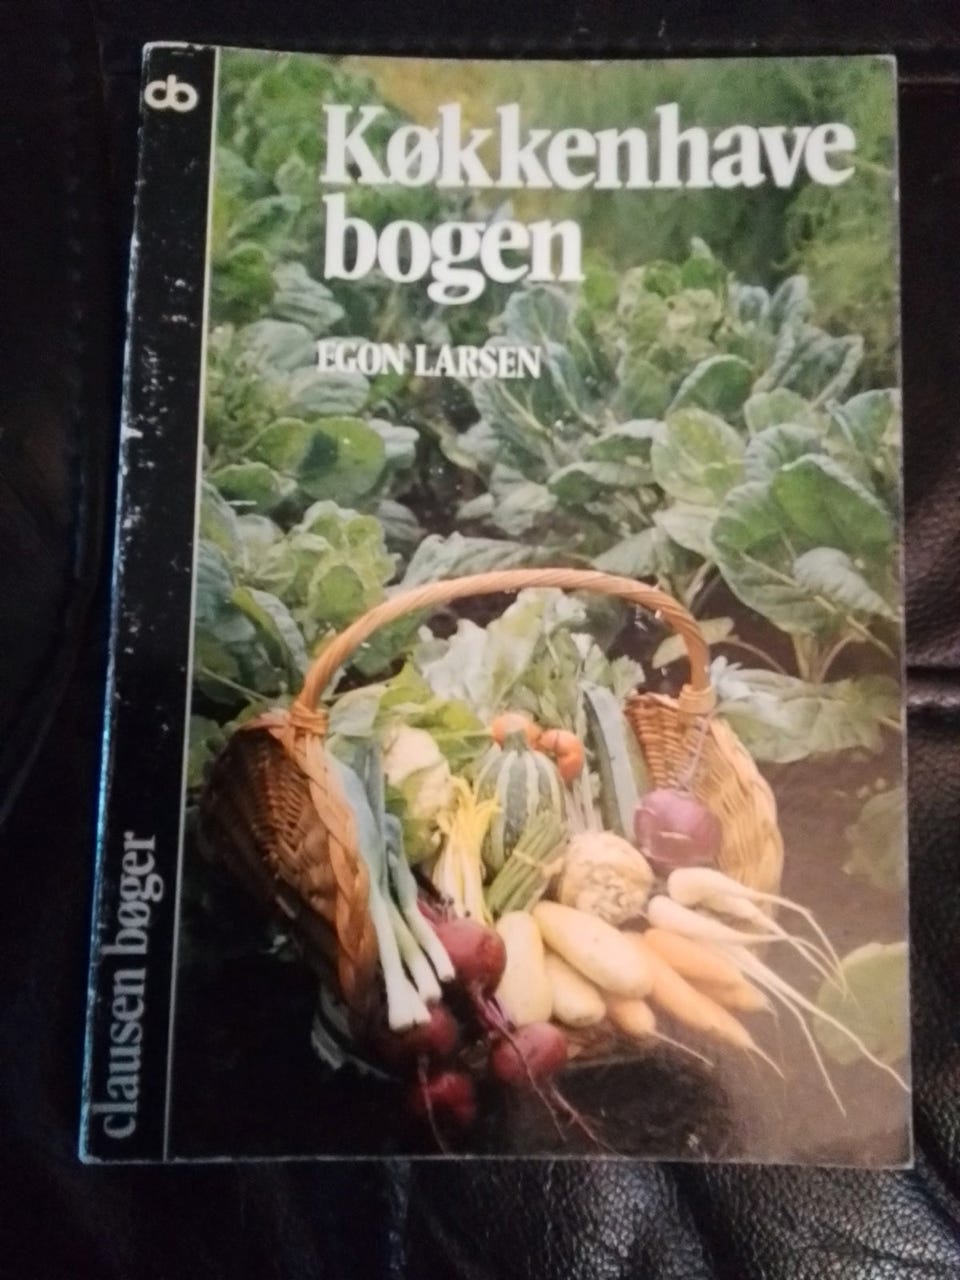 cb
Køkkenhave
bogen
EGON LARSEN
clausen bøger